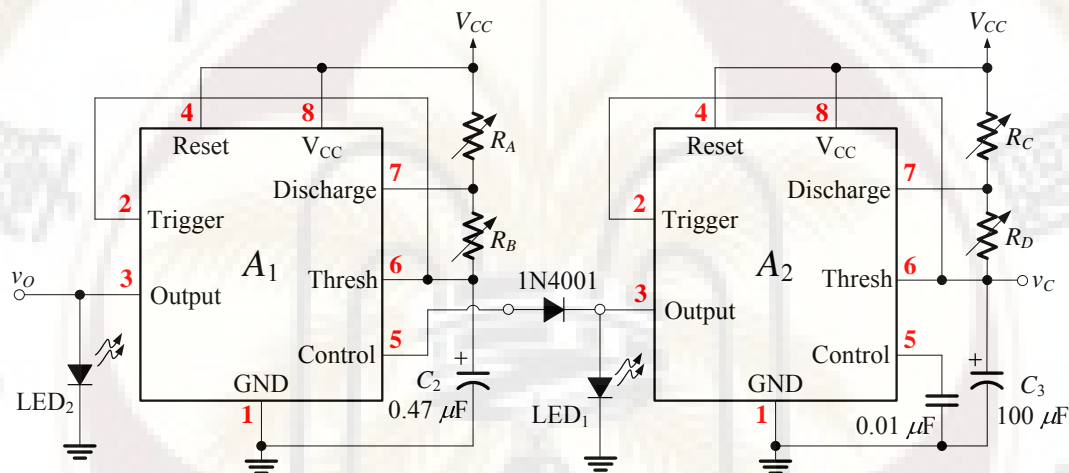 V_CC
V_CC
4
8
Reset
V_CC
R_A
7
Discharge
2
Trigger
R_B
A_1
6
Thresh
v_O
3
Output
5
Control
+
C_2
0.47 μF
GND
1
LED_2
1N4001
LED_1
4
8
Reset
V_CC
R_C
7
Discharge
2
Trigger
R_D
A_2
6
Thresh
v_C
3
Output
5
Control
+
C_3
100 μF
0.01 μF
GND
1